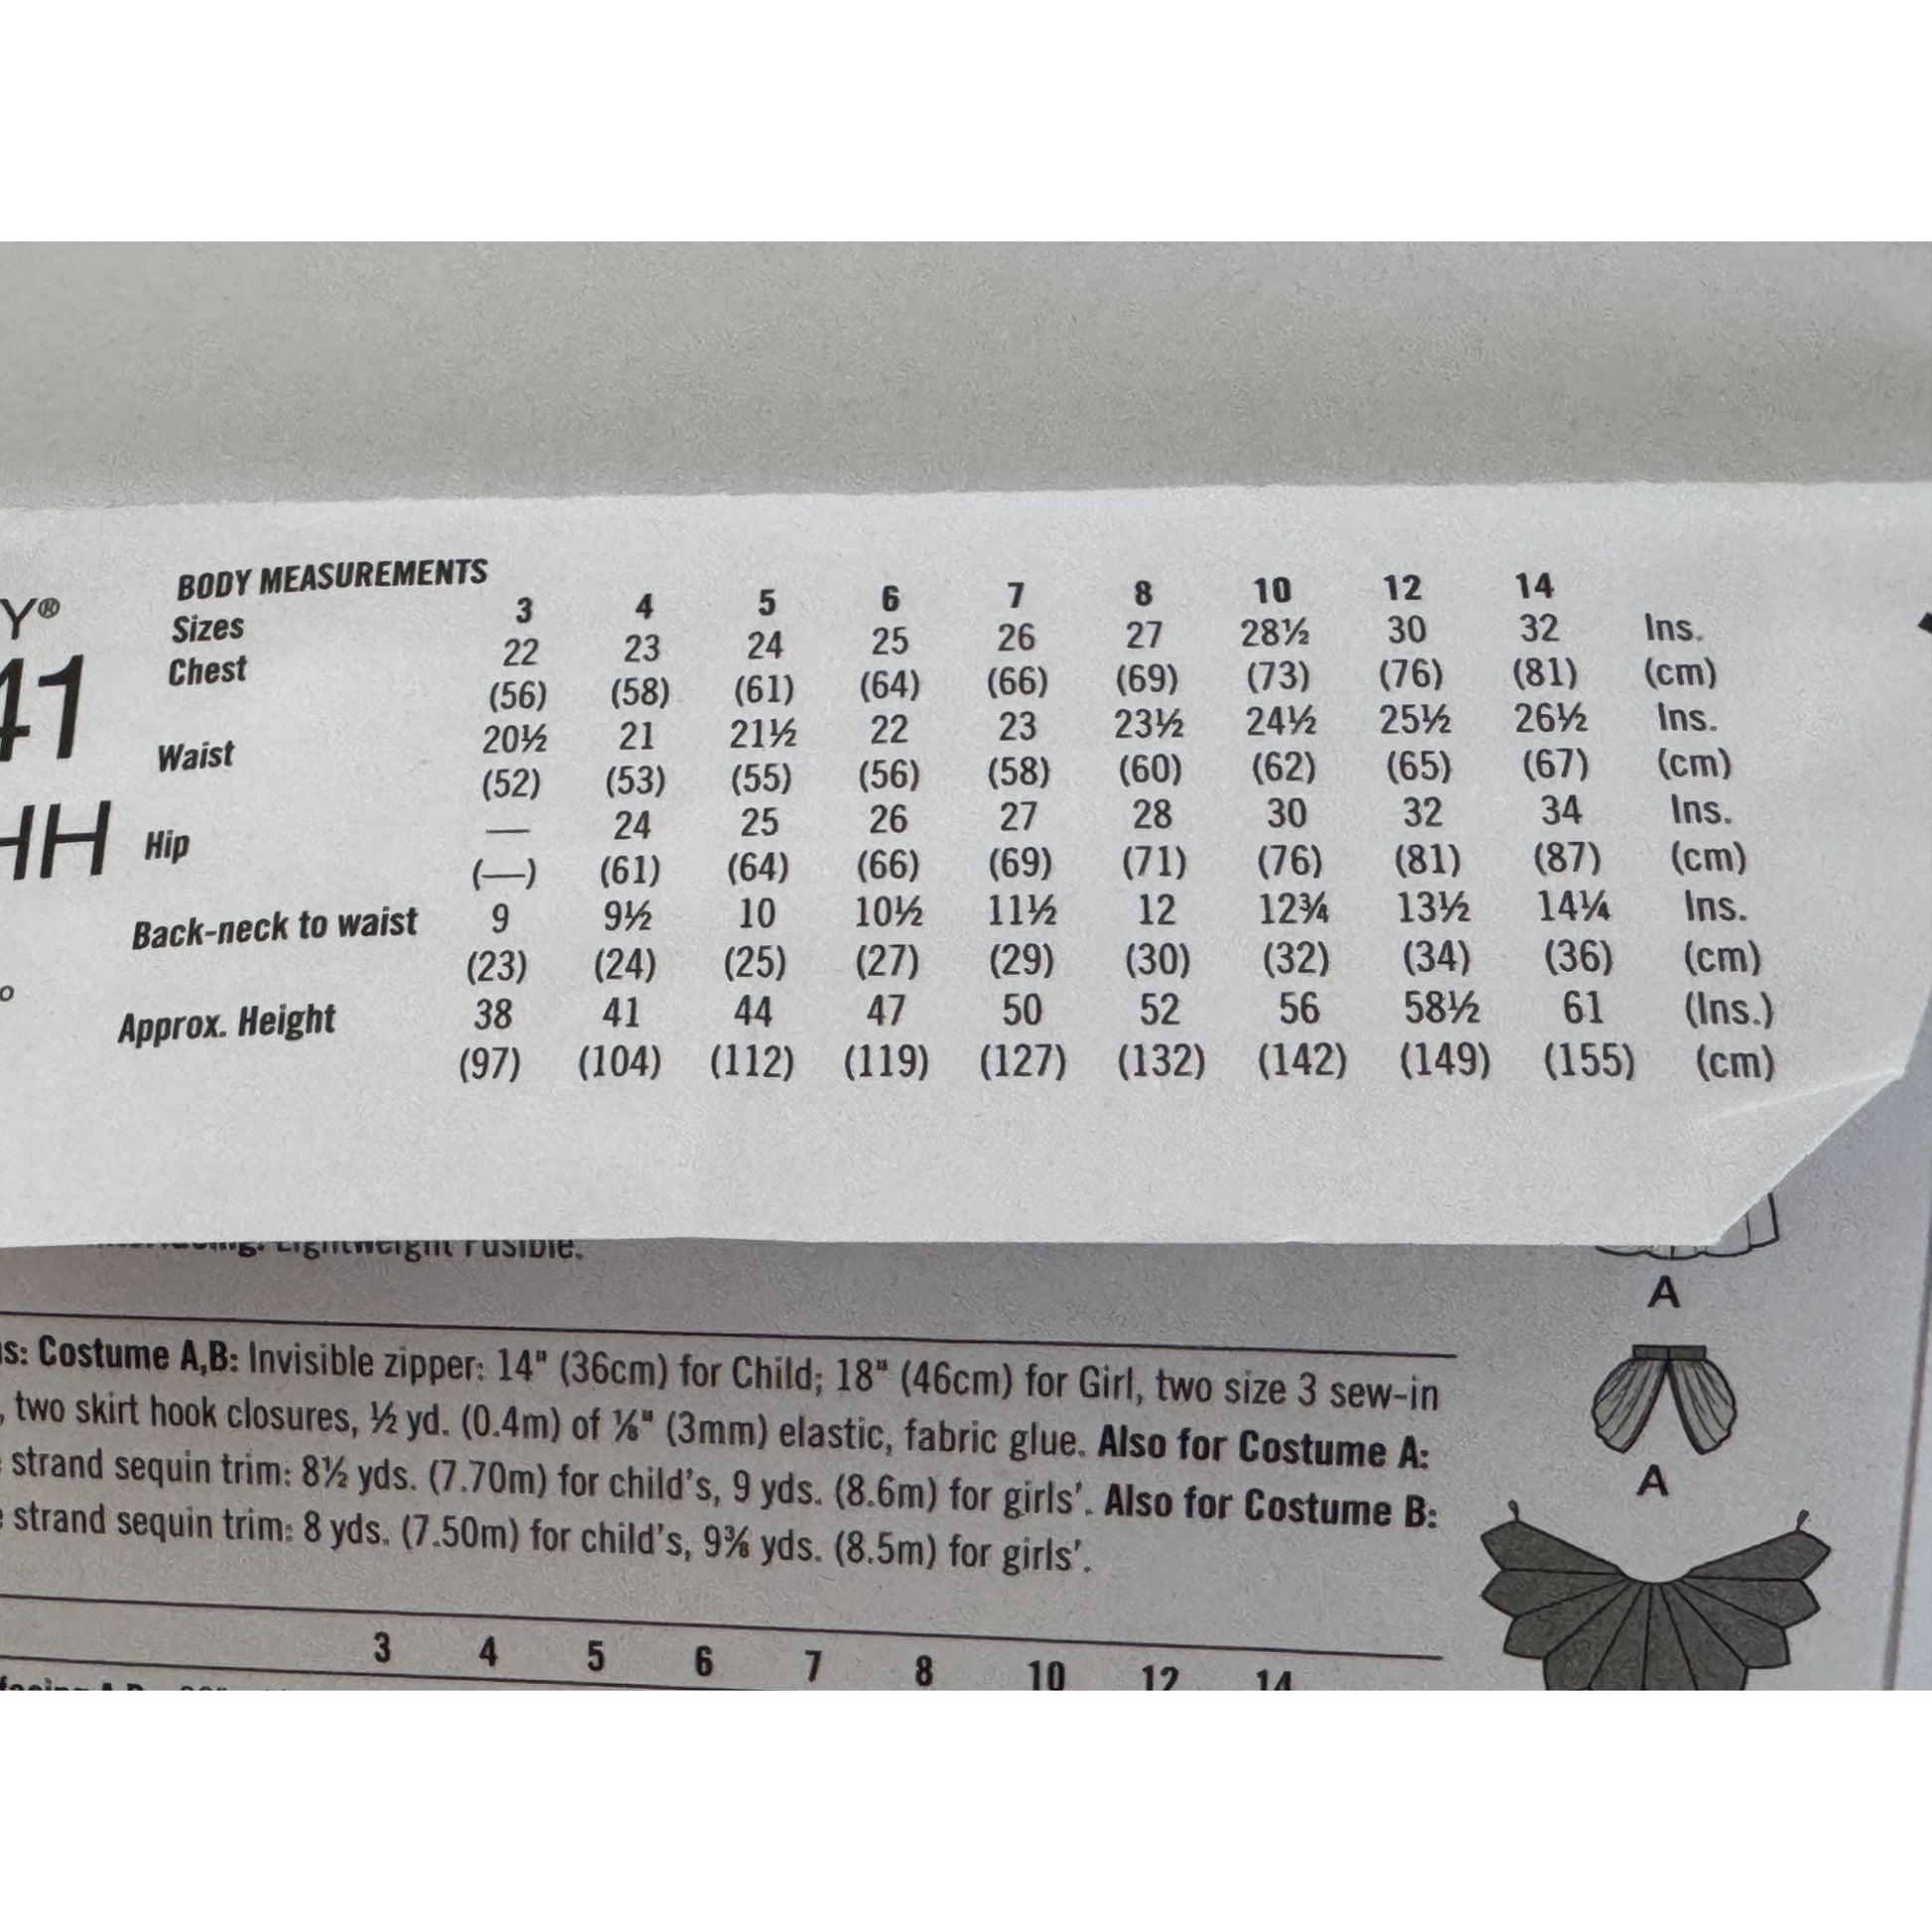 Y®
41
HH
BODY MEASUREMENTS
Sizes 3 4 5 6 7 8 10 12 14
Chest 22 23 24 25 26 27 28½ 30 32 Ins.
(56) (58) (61) (64) (66) (69) (73) (76) (81) (cm)
Waist 20½ 21 21½ 22 23 23½ 24½ 25½ 26½ Ins.
(52) (53) (55) (56) (58) (60) (62) (65) (67) (cm)
Hip — 24 25 26 27 28 30 32 34 Ins.
(—) (61) (64) (66) (69) (71) (76) (81) (87) (cm)
Back-neck to waist 9 9½ 10 10½ 11½ 12 12¾ 13½ 14¼ Ins.
(23) (24) (25) (27) (29) (30) (32) (34) (36) (cm)
Approx. Height 38 41 44 47 50 52 56 58½ 61 (Ins.)
(97) (104) (112) (119) (127) (132) (142) (149) (155) (cm)
Lightweight Fusible.
A
s: Costume A,B: Invisible zipper: 14" (36cm) for Child; 18" (46cm) for Girl, two size 3 sew-in
, two skirt hook closures, ½ yd. (0.4m) of ⅛" (3mm) elastic, fabric glue. Also for Costume A:
strand sequin trim: 8½ yds. (7.70m) for child's, 9 yds. (8.6m) for girls'. Also for Costume B:
strand sequin trim: 8 yds. (7.50m) for child's, 9⅜ yds. (8.5m) for girls'.
A
3 4 5 6 7 8 10 12 14